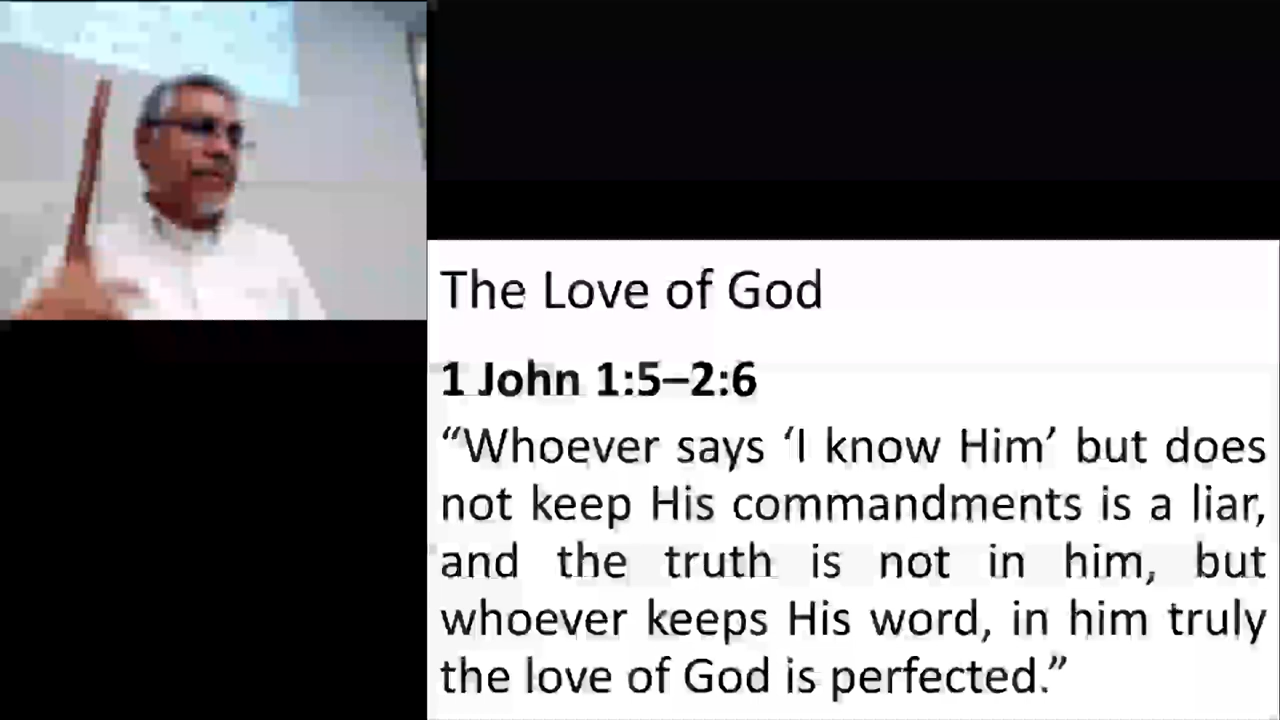 The Love of God
1 John 1:5–2:6
“Whoever says ‘I know Him’ but does
not keep His commandments is a liar,
and the truth is not in him, but
whoever keeps His word, in him truly
the love of God is perfected.”